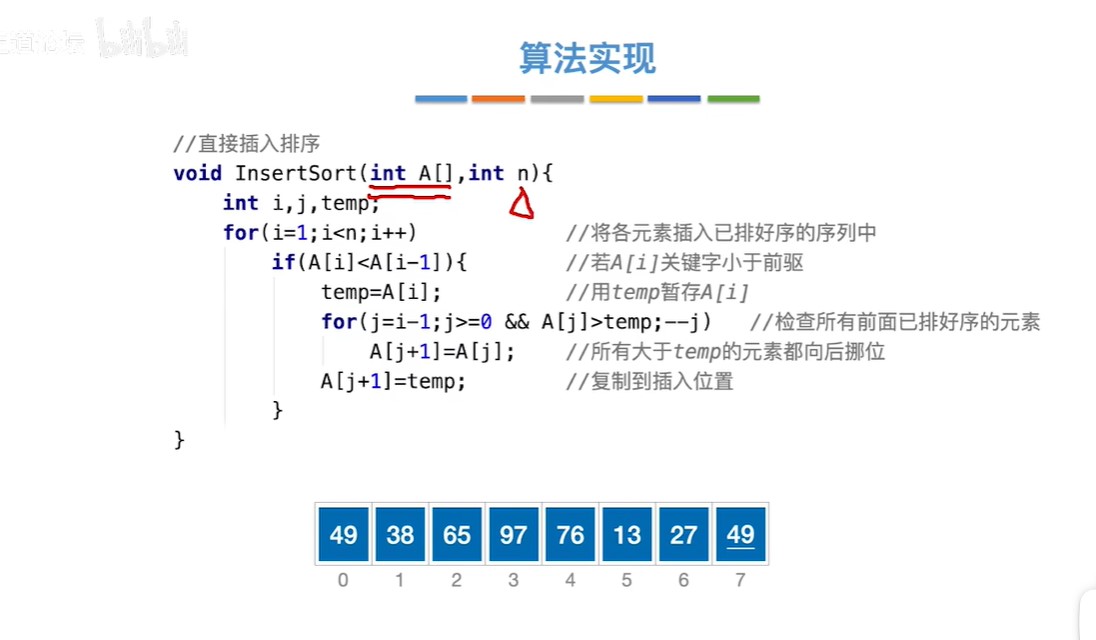 bilibili
算法实现
//直接插入排序
void InsertSort(int A[],int n){
int i,j,temp;
for(i=1;i<n;i++) //将各元素插入已排好序的序列中
if(A[i]<A[i-1]){ //若A[i]关键字小于前驱
temp=A[i]; //用temp暂存A[i]
for(j=i-1;j>=0 && A[j]>temp;--j) //检查所有前面已排好序的元素
A[j+1]=A[j]; //所有大于temp的元素都向后挪位
A[j+1]=temp; //复制到插入位置
}
}
49 38 65 97 76 13 27 49
0 1 2 3 4 5 6 7